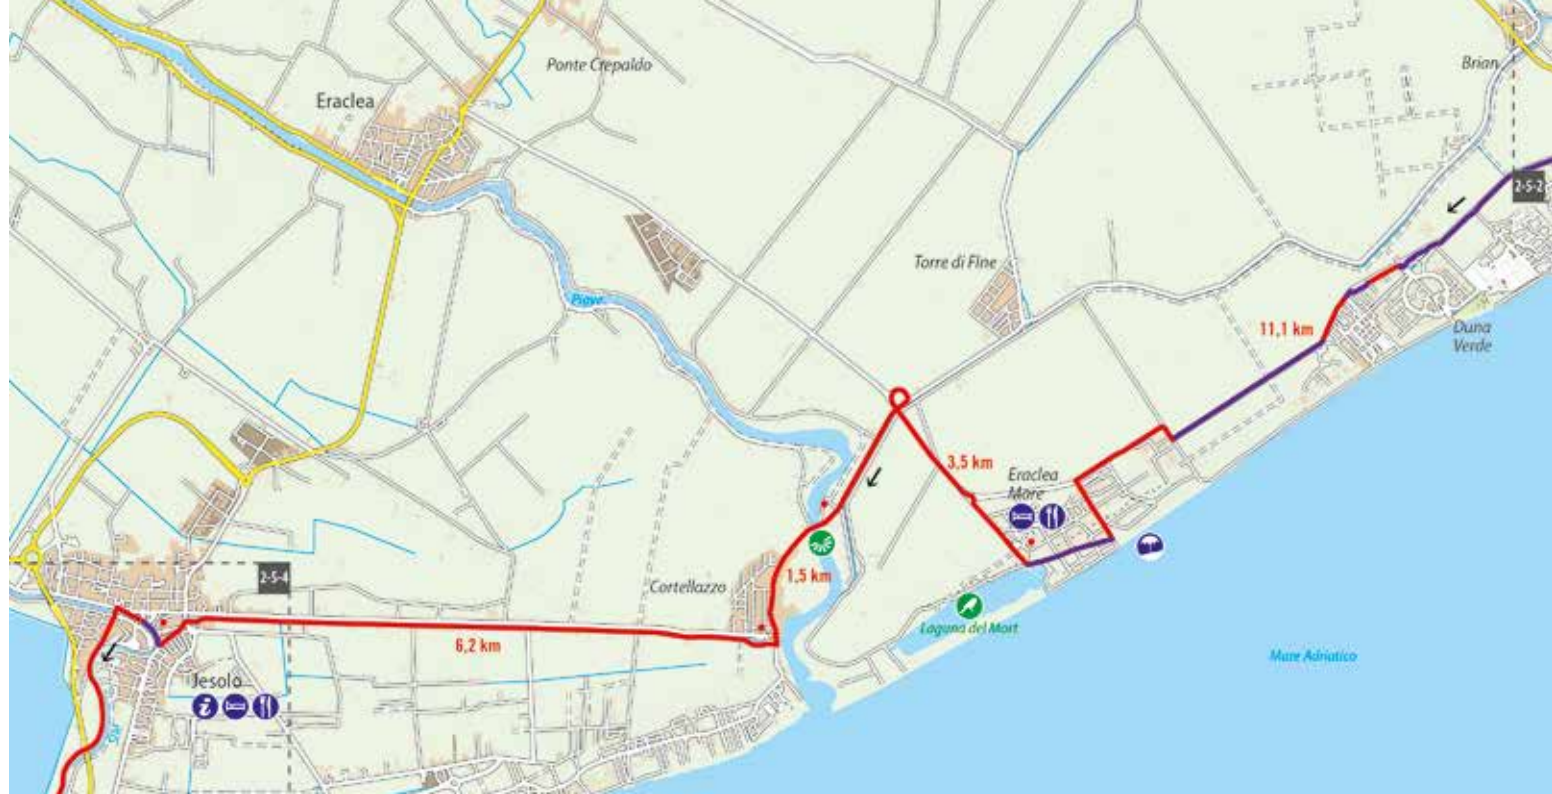 Ponte Crepaldo
Brian
Eraclea
2-5-2
Torre di Fine
Piave
11,1 km
Duna
Verde
3,5 km
Eraclea
Mare
2-5-4
1,5 km
Cortellazzo
Laguna del Mort
6,2 km
Mare Adriatico
Jesolo
i